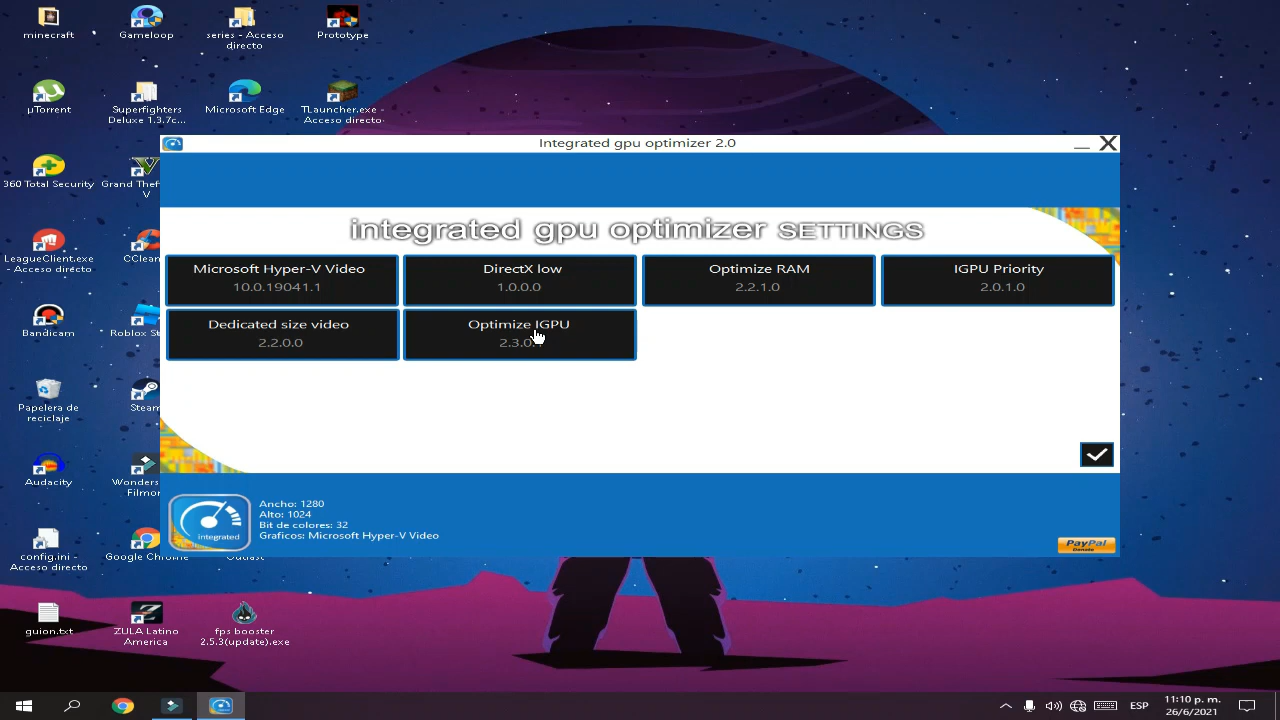 minecraft
Gameloop
series - Acceso
directo
Prototype
µTorrent
Superfighters
Deluxe 1.3.7c...
Microsoft Edge
TLauncher.exe -
Acceso directo
Integrated gpu optimizer 2.0
360 Total Security
Grand Thef
V
integrated gpu optimizer SETTINGS
LeagueClient.exe
- Acceso directo
CClean
Microsoft Hyper-V Video
10.0.19041.1
DirectX low
1.0.0.0
Optimize RAM
2.2.1.0
IGPU Priority
2.0.1.0
Dedicated size video
2.2.0.0
Optimize IGPU
Bandicam
Roblox St
Papelera de
reciclaje
Steam
Audacity
Wonders
Filmor
integrated
Ancho: 1280
Alto: 1024
Bit de colores: 32
Graficos: Microsoft Hyper-V Video
PayPal
Donate
config.ini -
Acceso directo
Google Chrome
Outlast
guion.txt
ZULA Latino
America
fps booster
2.5.3(update).exe
ESP
11:10 p. m.
26/6/2021